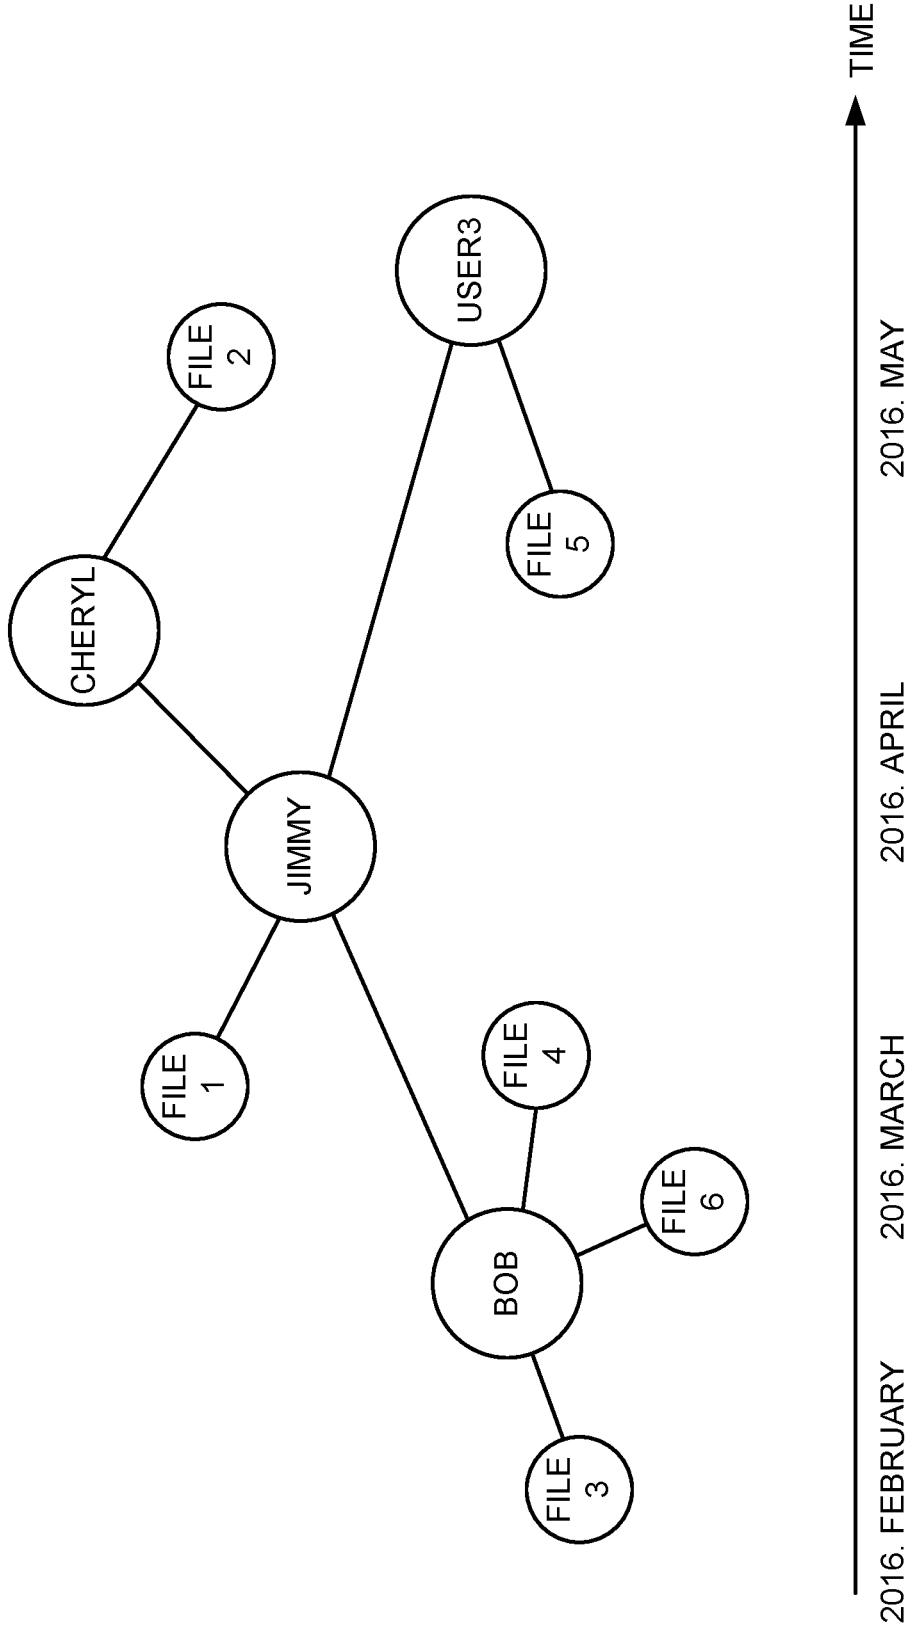 CHERYL
FILE
2
FILE
1
JIMMY
USER3
BOB
FILE
4
FILE
5
FILE
3
FILE
6
TIME
2016. FEBRUARY
2016. MARCH
2016. APRIL
2016. MAY